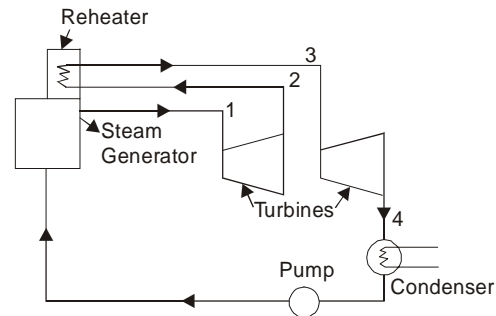 Reheater
3
2
1
Steam
Generator
Turbines
4
Pump
Condenser